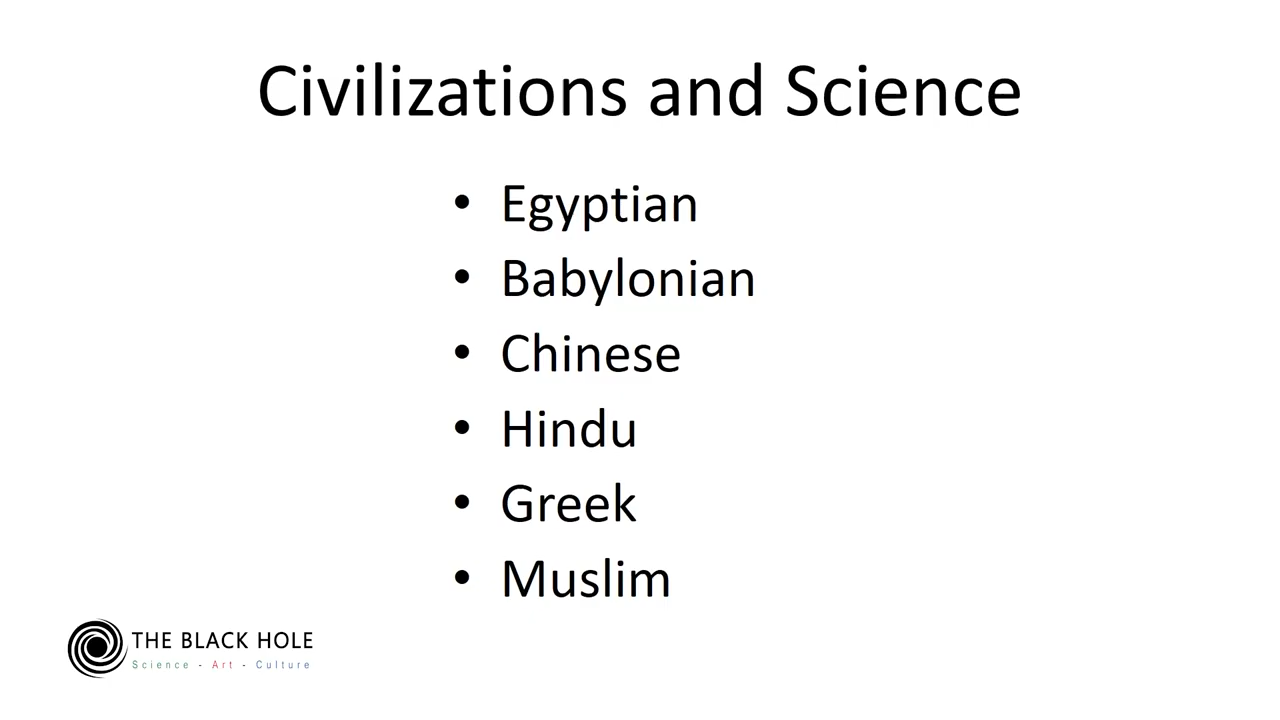 Civilizations and Science
• Egyptian
• Babylonian
• Chinese
• Hindu
• Greek
• Muslim
THE BLACK HOLE
Science - Art - Culture